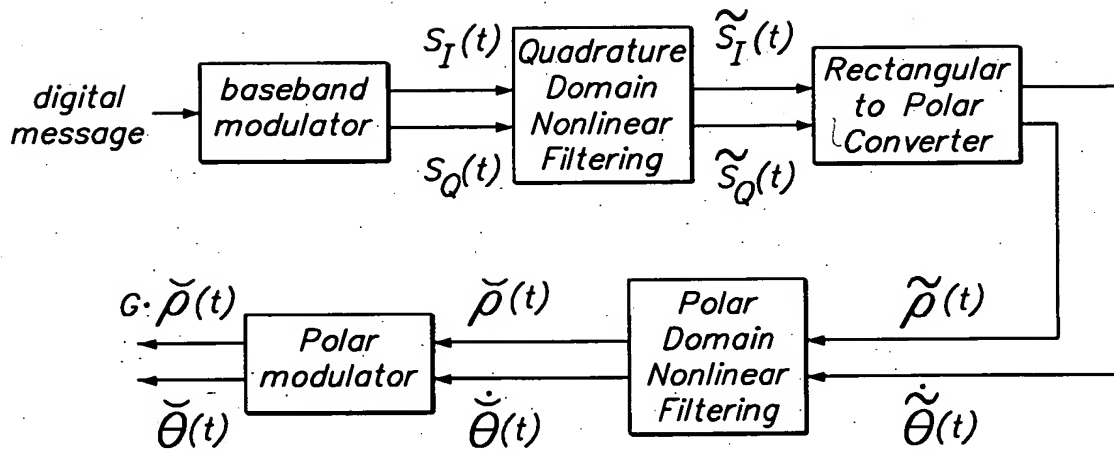 digital
message
baseband
modulator
S_I(t)
S_Q(t)
Quadrature
Domain
Nonlinear
Filtering
S̃_I(t)
S̃_Q(t)
Rectangular
to Polar
Converter
G· ρ̆(t)
θ̆(t)
Polar
modulator
ρ̆(t)
θ̆̇(t)
Polar
Domain
Nonlinear
Filtering
ρ̃(t)
θ̃̇(t)